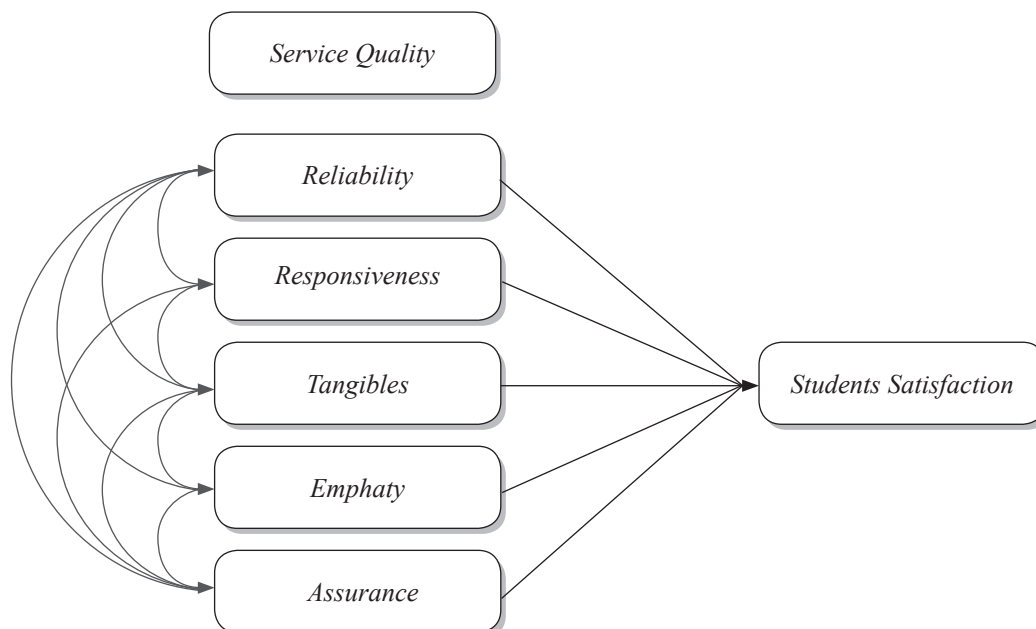 Service Quality
Reliability
Responsiveness
Tangibles
Students Satisfaction
Emphaty
Assurance